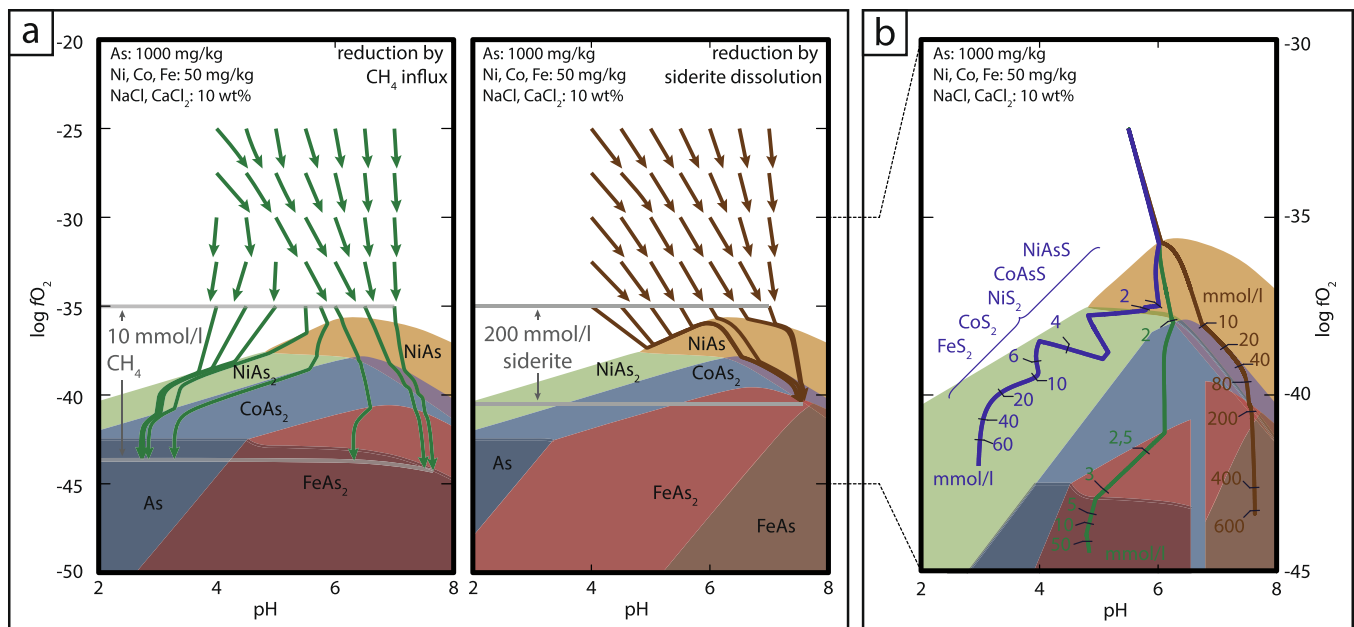 a
As: 1000 mg/kg
Ni, Co, Fe: 50 mg/kg
NaCl, CaCl₂: 10 wt%
reduction by
CH₄ influx
10 mmol/l
CH₄
NiAs
NiAs₂
CoAs₂
As
FeAs₂
-20
-25
-30
-35
-40
-45
-50
log fO₂
2
4
6
8
pH
As: 1000 mg/kg
Ni, Co, Fe: 50 mg/kg
NaCl, CaCl₂: 10 wt%
reduction by
siderite dissolution
200 mmol/l
siderite
NiAs
NiAs₂
CoAs₂
As
FeAs₂
FeAs
2
4
6
8
pH
b
As: 1000 mg/kg
Ni, Co, Fe: 50 mg/kg
NaCl, CaCl₂: 10 wt%
NiAsS
CoAsS
NiS₂
CoS₂
FeS₂
2
4
6
10
20
40
60
mmol/l
2
2,5
3
5
10
50
mmol/l
mmol/l
10
20
40
80
200
400
600
-30
-35
-40
-45
log fO₂
2
4
6
8
pH